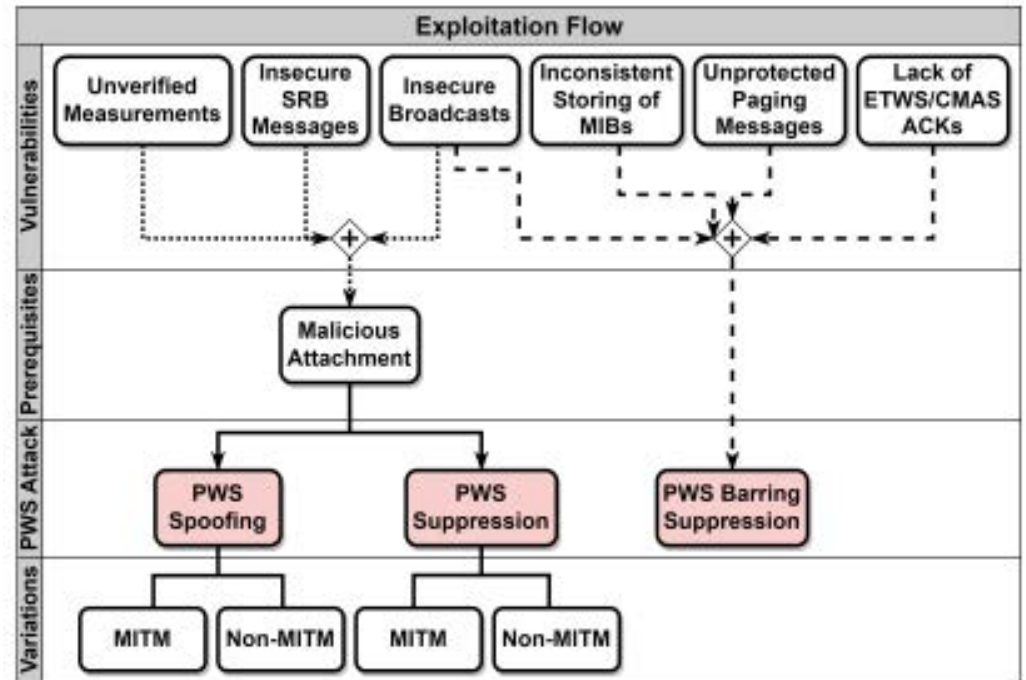 Exploitation Flow
Vulnerabilities
Unverified
Measurements
Insecure
SRB
Messages
Insecure
Broadcasts
Inconsistent
Storing of
MIBs
Unprotected
Paging
Messages
Lack of
ETWS/CMAS
ACKs
+
+
Prerequisites
Malicious
Attachment
PWS Attack
PWS
Spoofing
PWS
Suppression
PWS Barring
Suppression
Variations
MITM
Non-MITM
MITM
Non-MITM